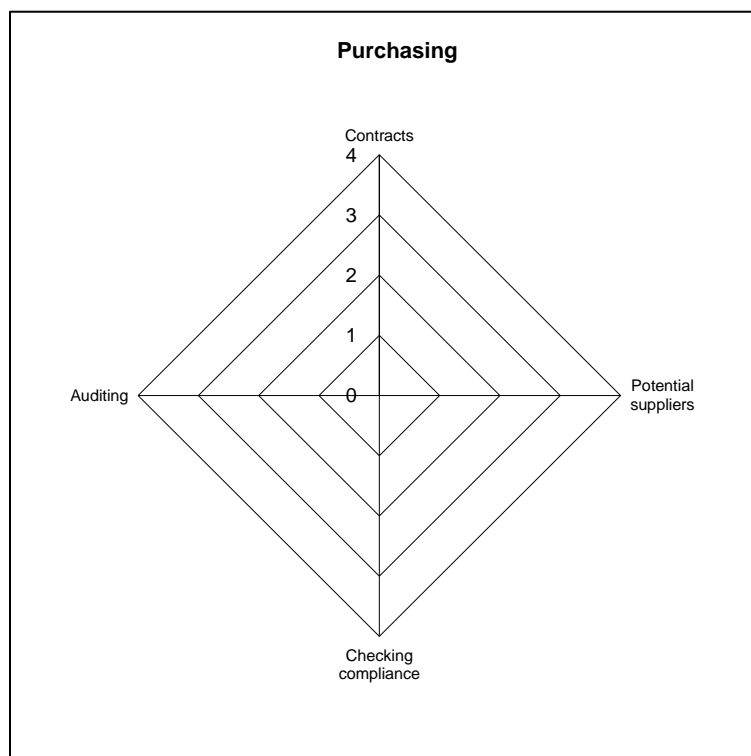 Purchasing
Contracts
4
3
2
1
0
Auditing
Potential
suppliers
Checking
compliance